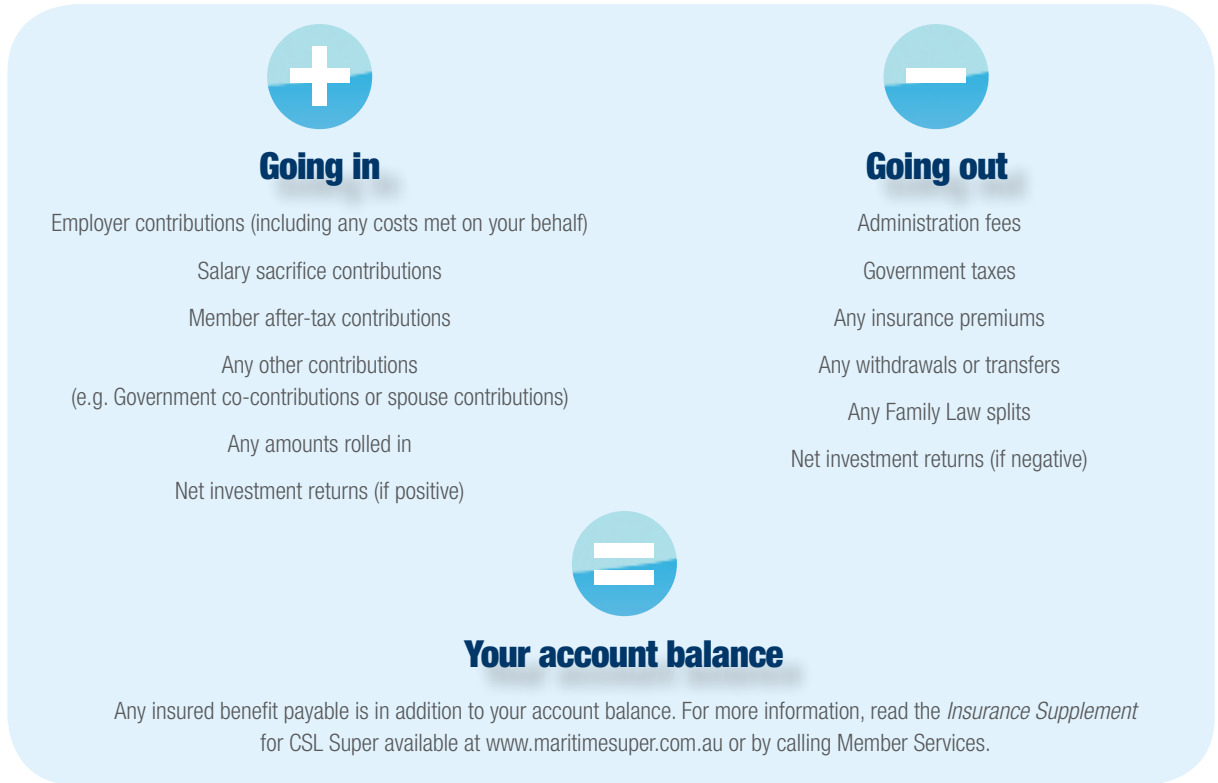 Going in
Employer contributions (including any costs met on your behalf)
Salary sacrifice contributions
Member after-tax contributions
Any other contributions
(e.g. Government co-contributions or spouse contributions)
Any amounts rolled in
Net investment returns (if positive)
Going out
Administration fees
Government taxes
Any insurance premiums
Any withdrawals or transfers
Any Family Law splits
Net investment returns (if negative)
Your account balance
Any insured benefit payable is in addition to your account balance. For more information, read the Insurance Supplement
for CSL Super available at www.maritimesuper.com.au or by calling Member Services.